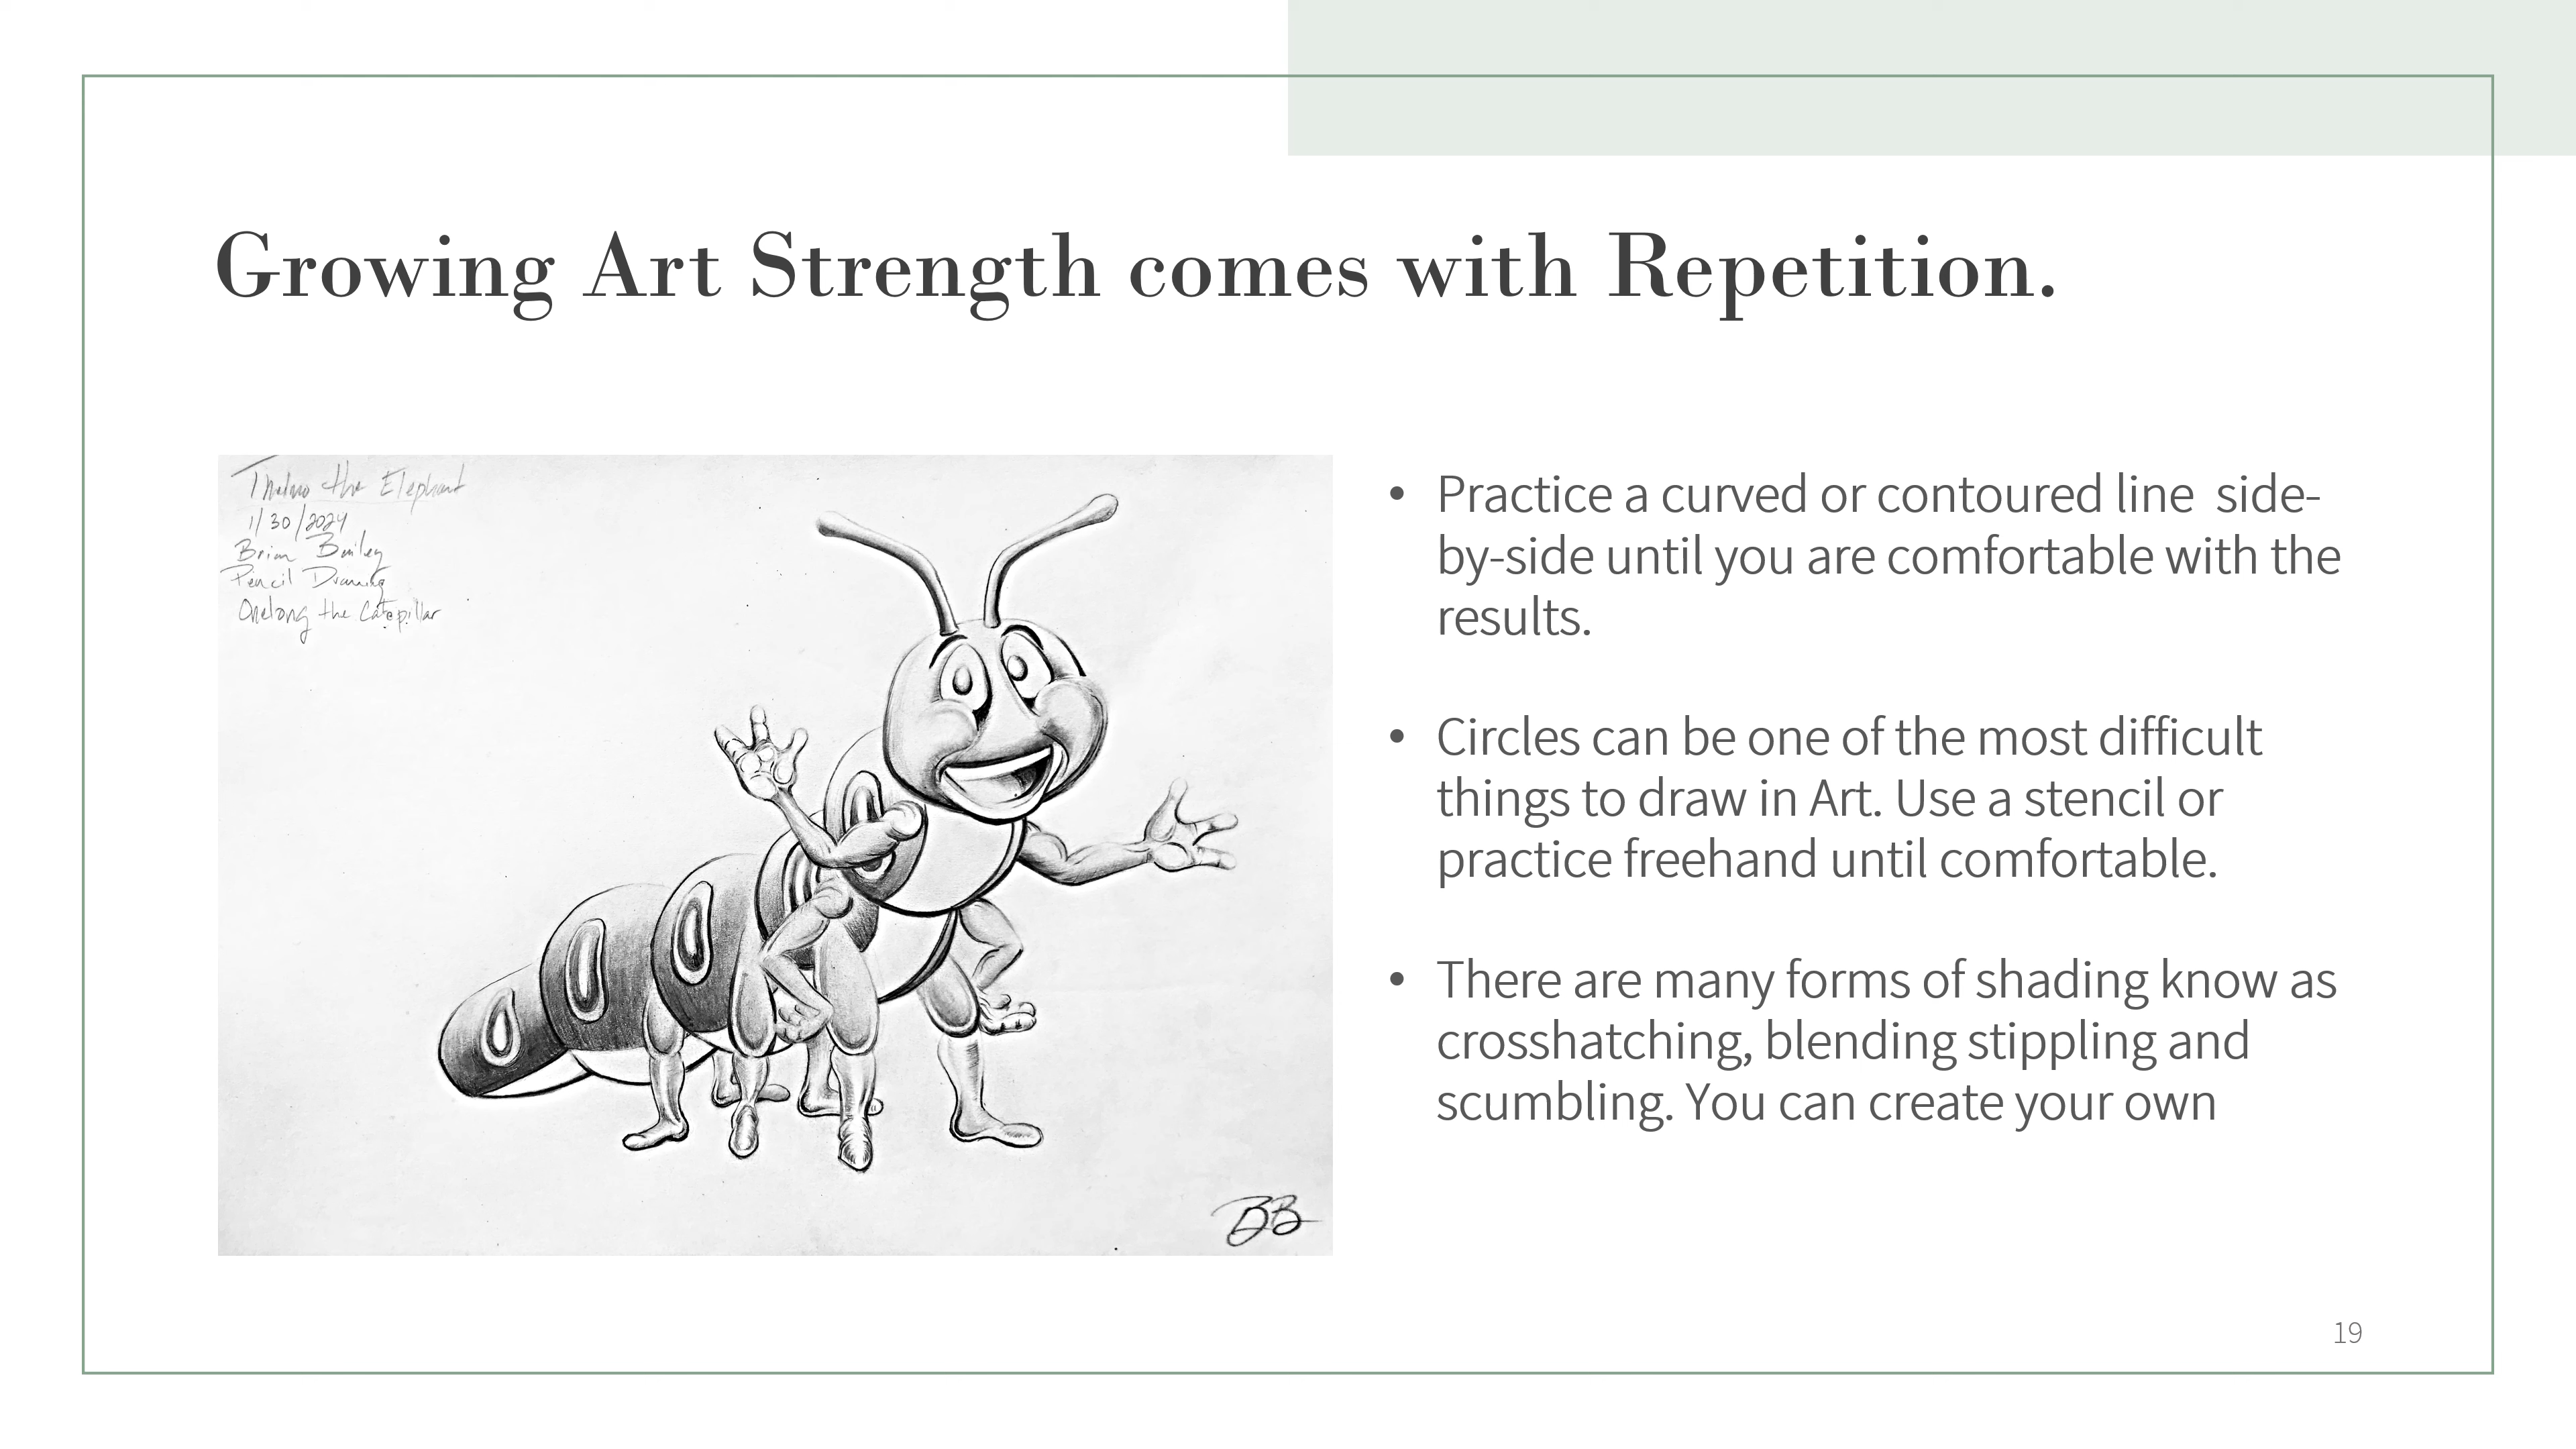 Growing Art Strength comes with Repetition.
Thelmo the Elephant
1/30/2024
Brian Bailey
Pencil Drawing
Onelong the Catepillar
BB
• Practice a curved or contoured line  side-
by-side until you are comfortable with the
results.
• Circles can be one of the most difficult
things to draw in Art. Use a stencil or
practice freehand until comfortable.
• There are many forms of shading know as
crosshatching, blending stippling and
scumbling. You can create your own
19